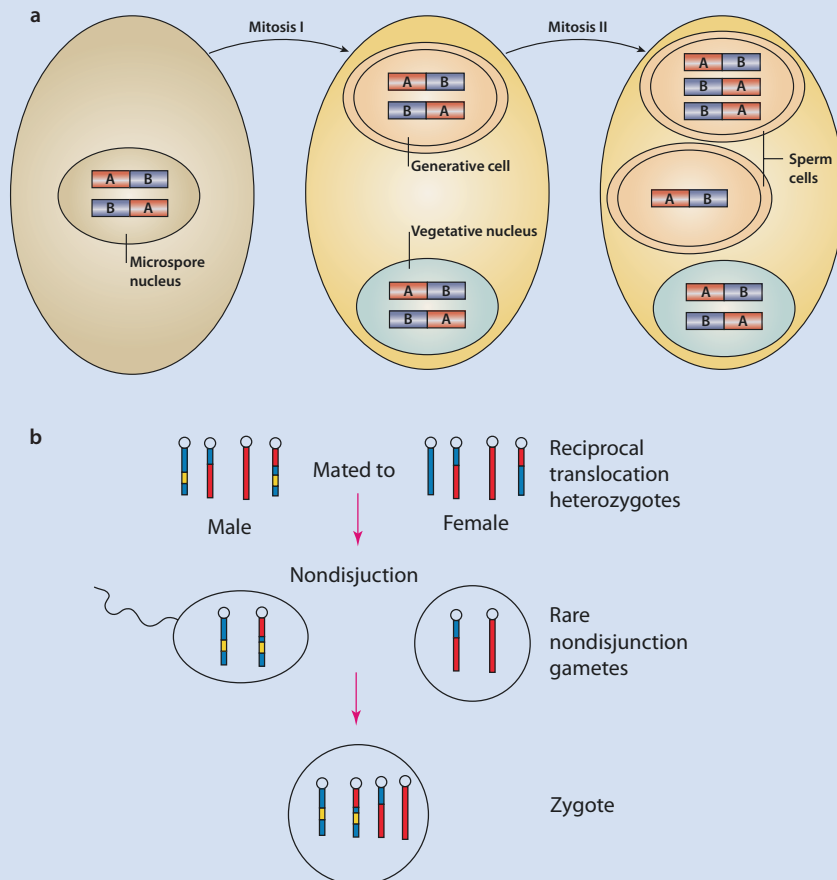 a
Mitosis I
Mitosis II
A B
B A
Microspore
nucleus
A B
B A
Generative cell
Vegetative nucleus
A B
B A
A B
B A
B A
Sperm
cells
A B
A B
B A
b
Mated to
Male
Female
Reciprocal
translocation
heterozygotes
Nondisjuction
Rare
nondisjunction
gametes
Zygote